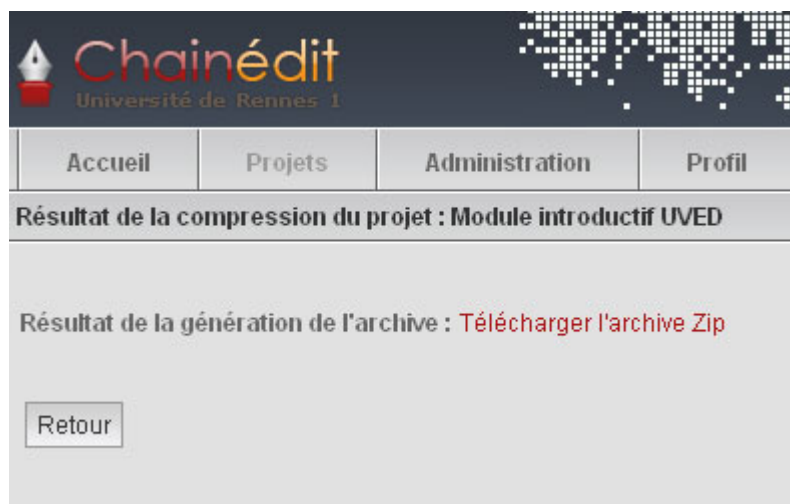 Chainédit
Université de Rennes 1
Accueil Projets Administration Profil
Résultat de la compression du projet : Module introductif UVED
Résultat de la génération de l'archive : Télécharger l'archive Zip
Retour